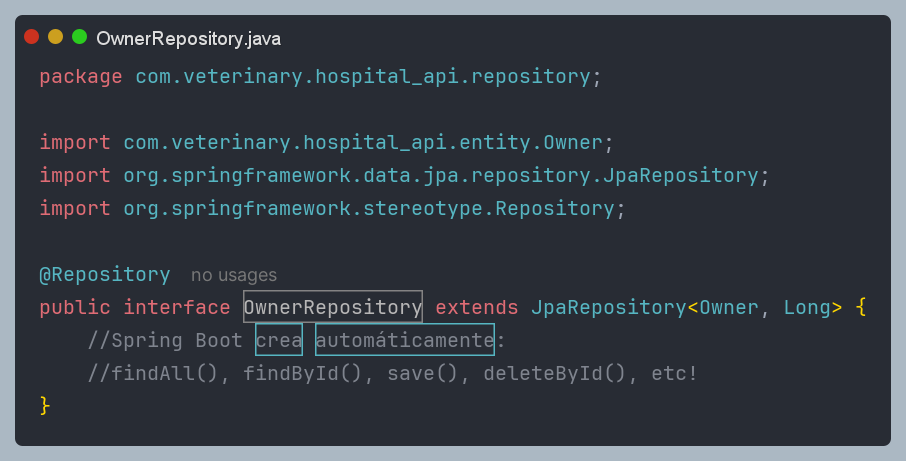 OwnerRepository.java
package com.veterinary.hospital_api.repository;
import com.veterinary.hospital_api.entity.Owner;
import org.springframework.data.jpa.repository.JpaRepository;
import org.springframework.stereotype.Repository;
@Repository no usages
public interface OwnerRepository extends JpaRepository<Owner, Long> {
//Spring Boot crea automáticamente:
//findAll(), findById(), save(), deleteById(), etc!
}